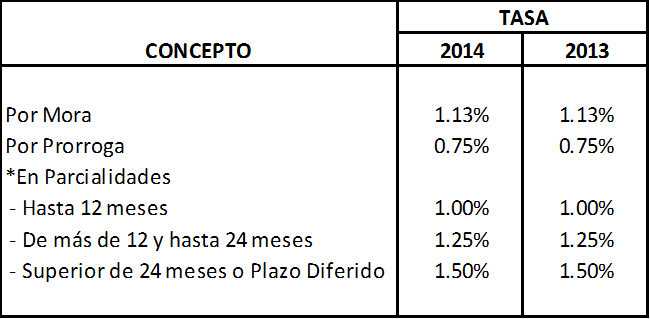 TASA
CONCEPTO 2014 2013
Por Mora 1.13% 1.13%
Por Prorroga 0.75% 0.75%
*En Parcialidades
- Hasta 12 meses 1.00% 1.00%
- De más de 12 y hasta 24 meses 1.25% 1.25%
- Superior de 24 meses o Plazo Diferido 1.50% 1.50%